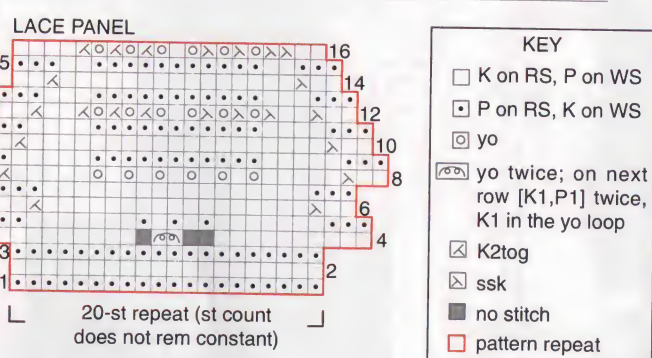 LACE PANEL
16
5
14
12
10
8
6
4
3
2
1
20-st repeat (st count
does not rem constant)
KEY
K on RS, P on WS
P on RS, K on WS
yo
yo twice; on next
row [K1,P1] twice,
K1 in the yo loop
K2tog
ssk
no stitch
pattern repeat